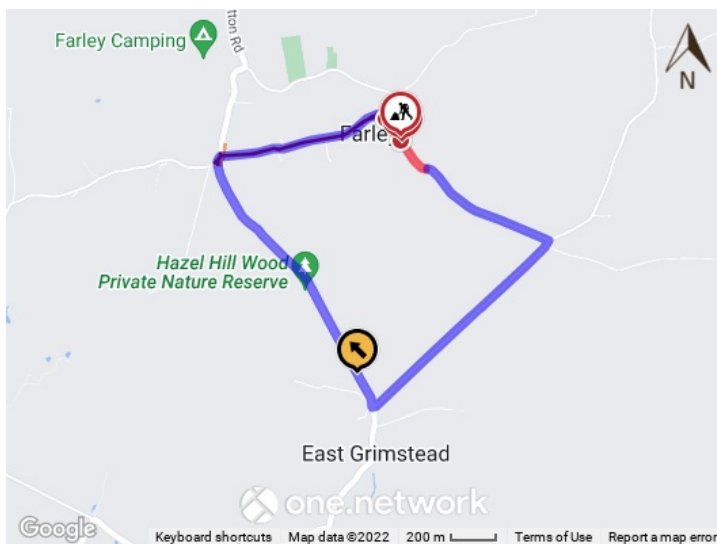 Farley Camping
tton Rd
N
Farley
Hazel Hill Wood
Private Nature Reserve
East Grimstead
one.network
Google
Keyboard shortcuts Map data ©2022 200 m Terms of Use Report a map error